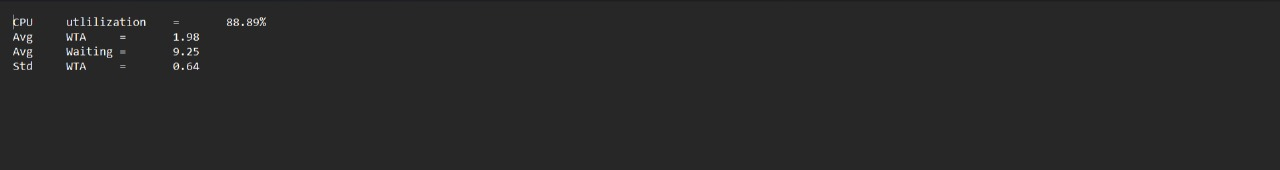 CPU utlilization = 88.89%
Avg WTA = 1.98
Avg Waiting = 9.25
Std WTA = 0.64